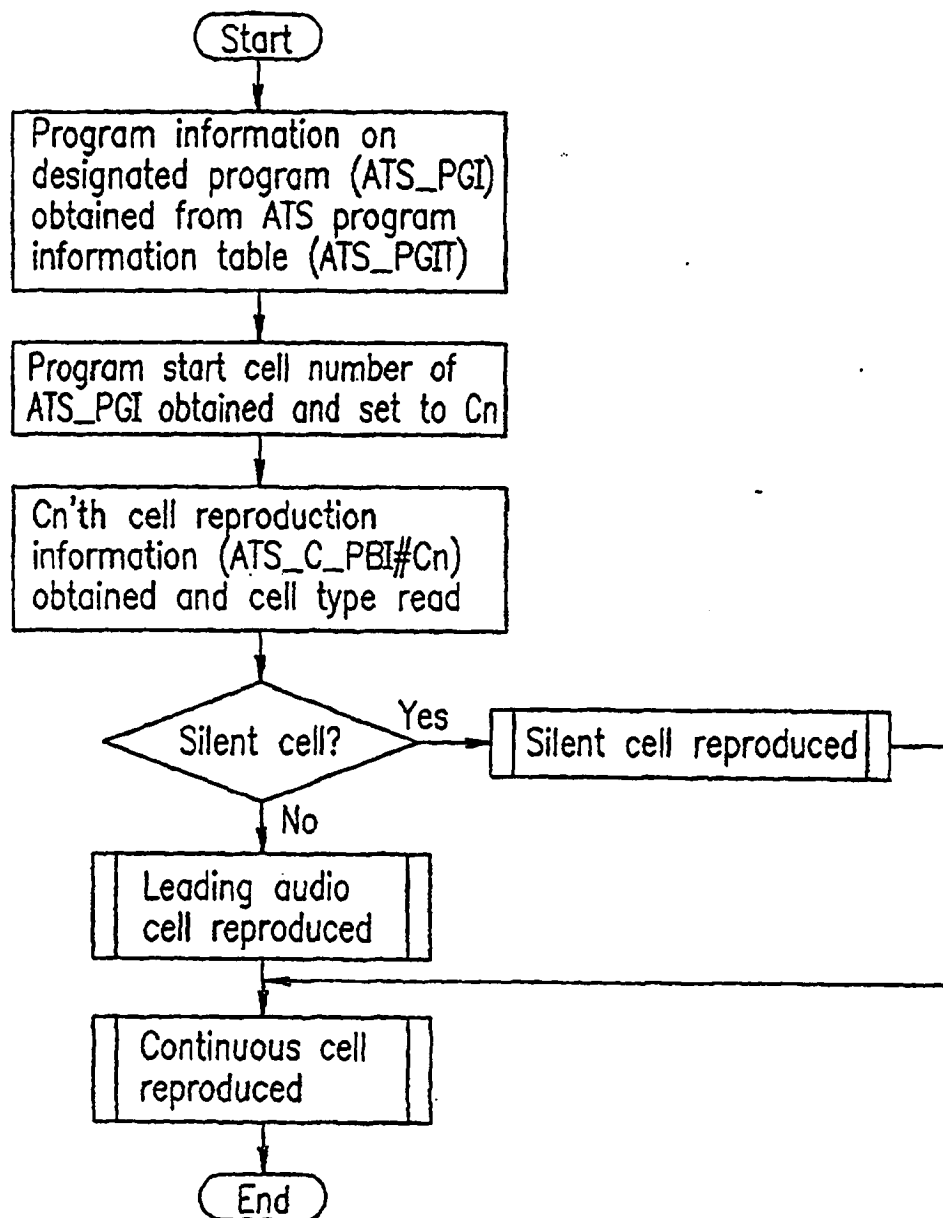 Start
Program information on
designated program (ATS_PGI)
obtained from ATS program
information table (ATS_PGIT)
Program start cell number of
ATS_PGI obtained and set to Cn
Cn'th cell reproduction
information (ATS_C_PBI#Cn)
obtained and cell type read
Silent cell?
Yes
Silent cell reproduced
No
Leading audio
cell reproduced
Continuous cell
reproduced
End